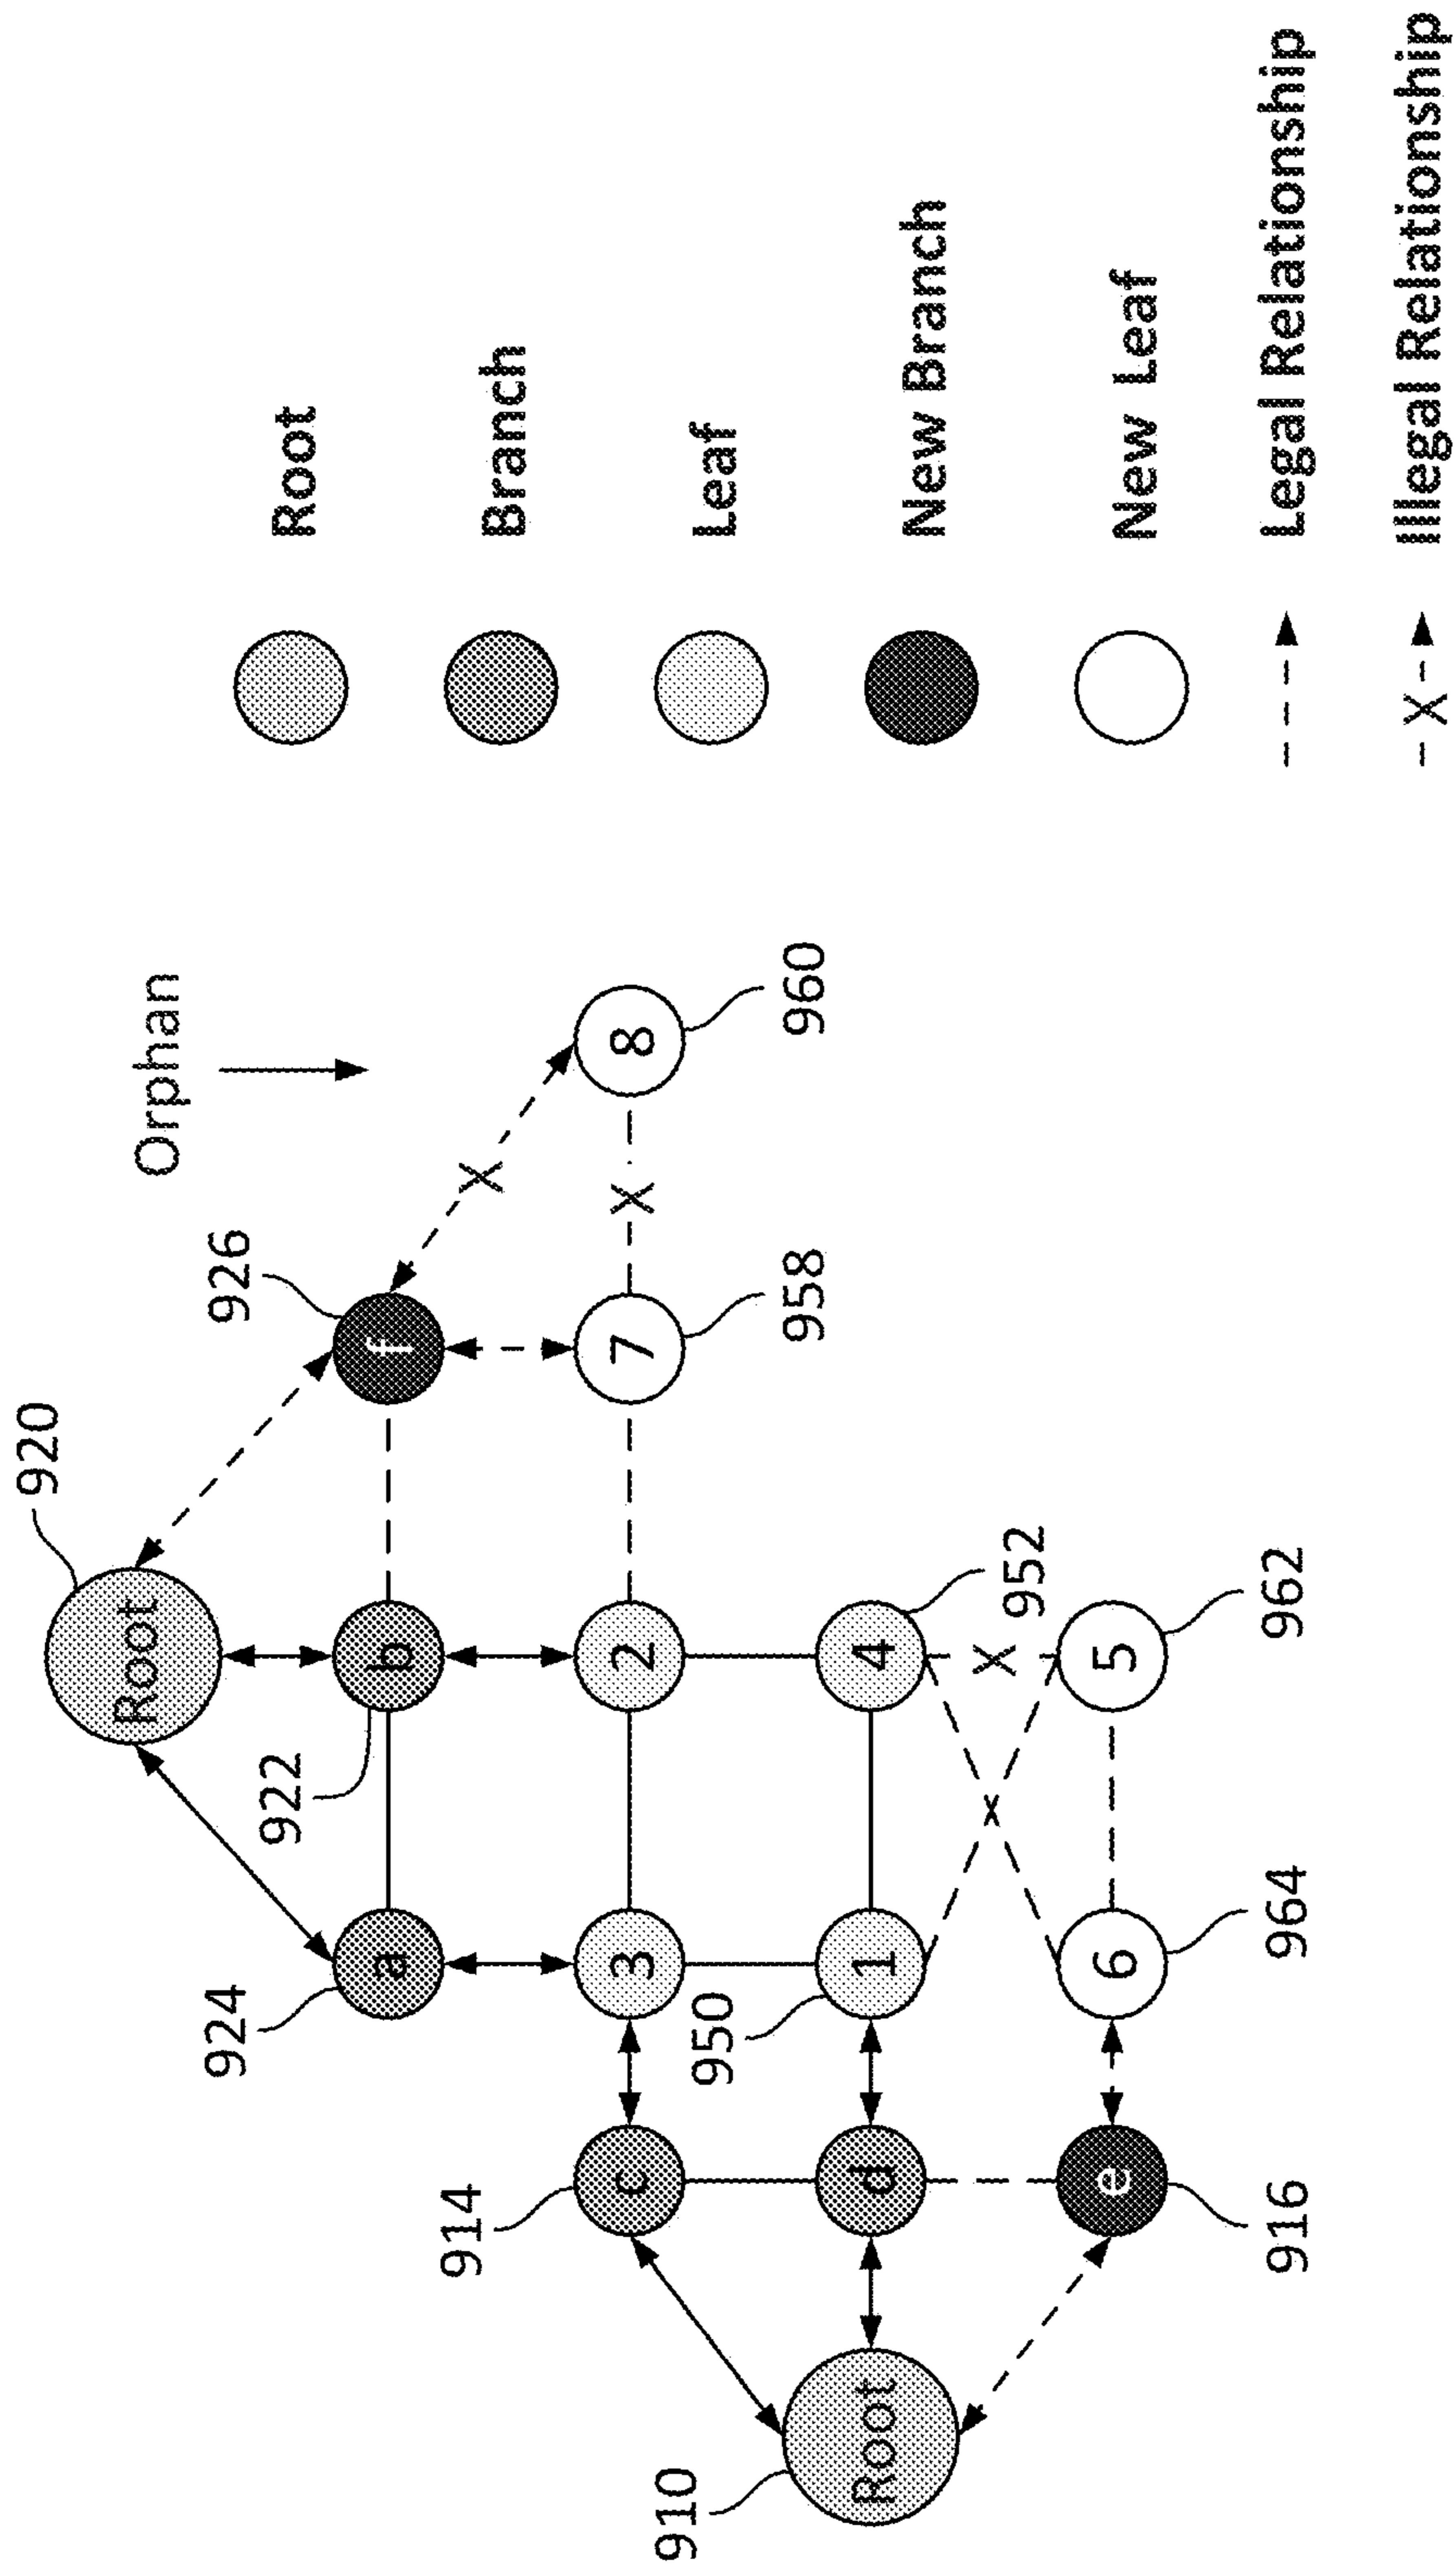 920
Root
Orphan
924
926
922
Root
a
b
f
914
X
Branch
c
3
2
7
X
8
910
950
Leaf
958
960
Root
d
1
4
New Branch
x
X
952
e
6
5
New Leaf
916
964
962
Legal Relationship
X
Illegal Relationship